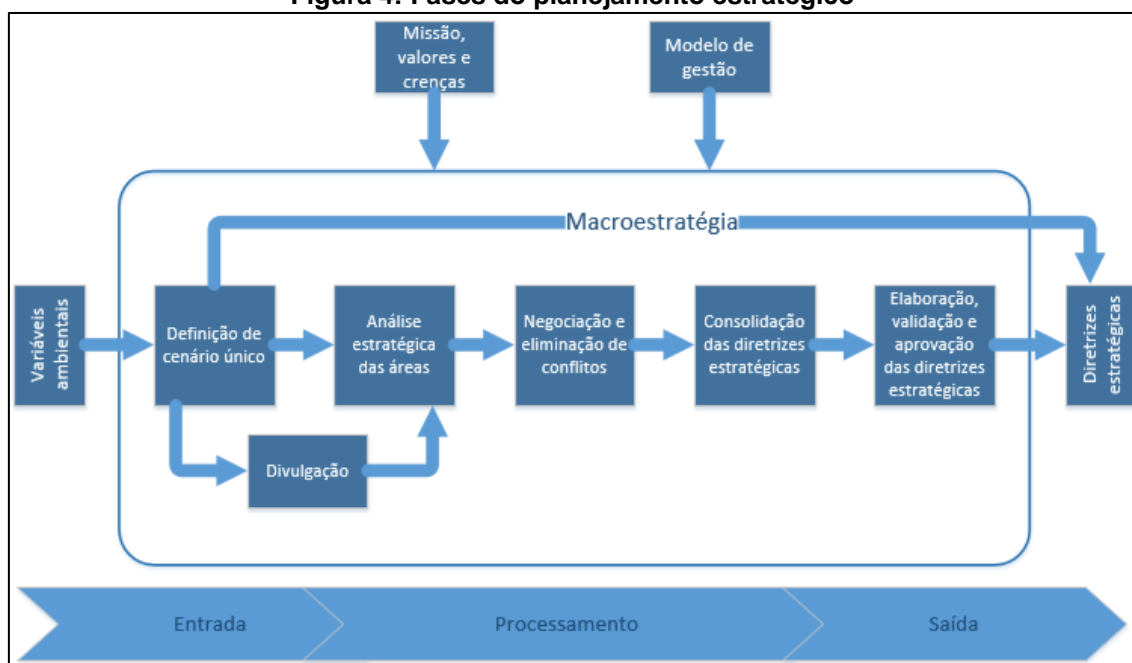 Figura 4: Fases do planejamento estratégico
Missão,
valores e
crenças
Modelo de
gestão
Macroestratégia
Variáveis
ambientais
Definição de
cenário único
Análise
estratégica
das áreas
Negociação e
eliminação de
conflitos
Consolidação
das diretrizes
estratégicas
Elaboração,
validação e
aprovação
das diretrizes
estratégicas
Diretrizes
estratégicas
Divulgação
Entrada
Processamento
Saída